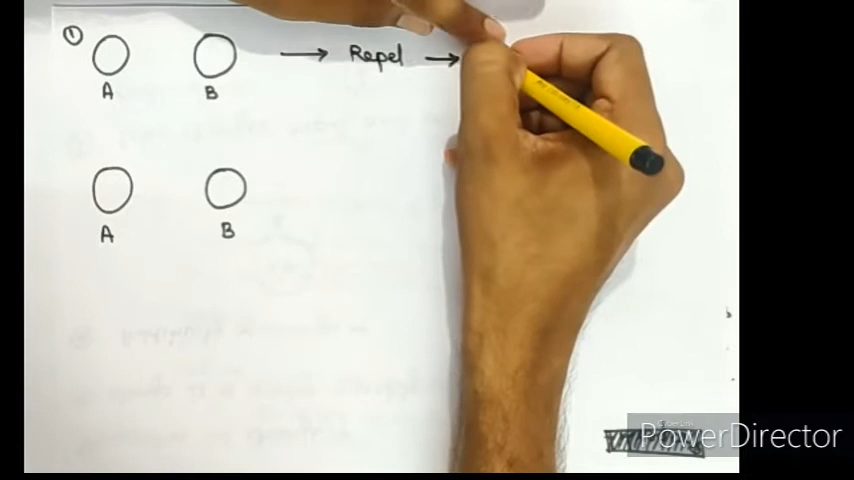 ① → Repel →
A B
A B
PowerDirector